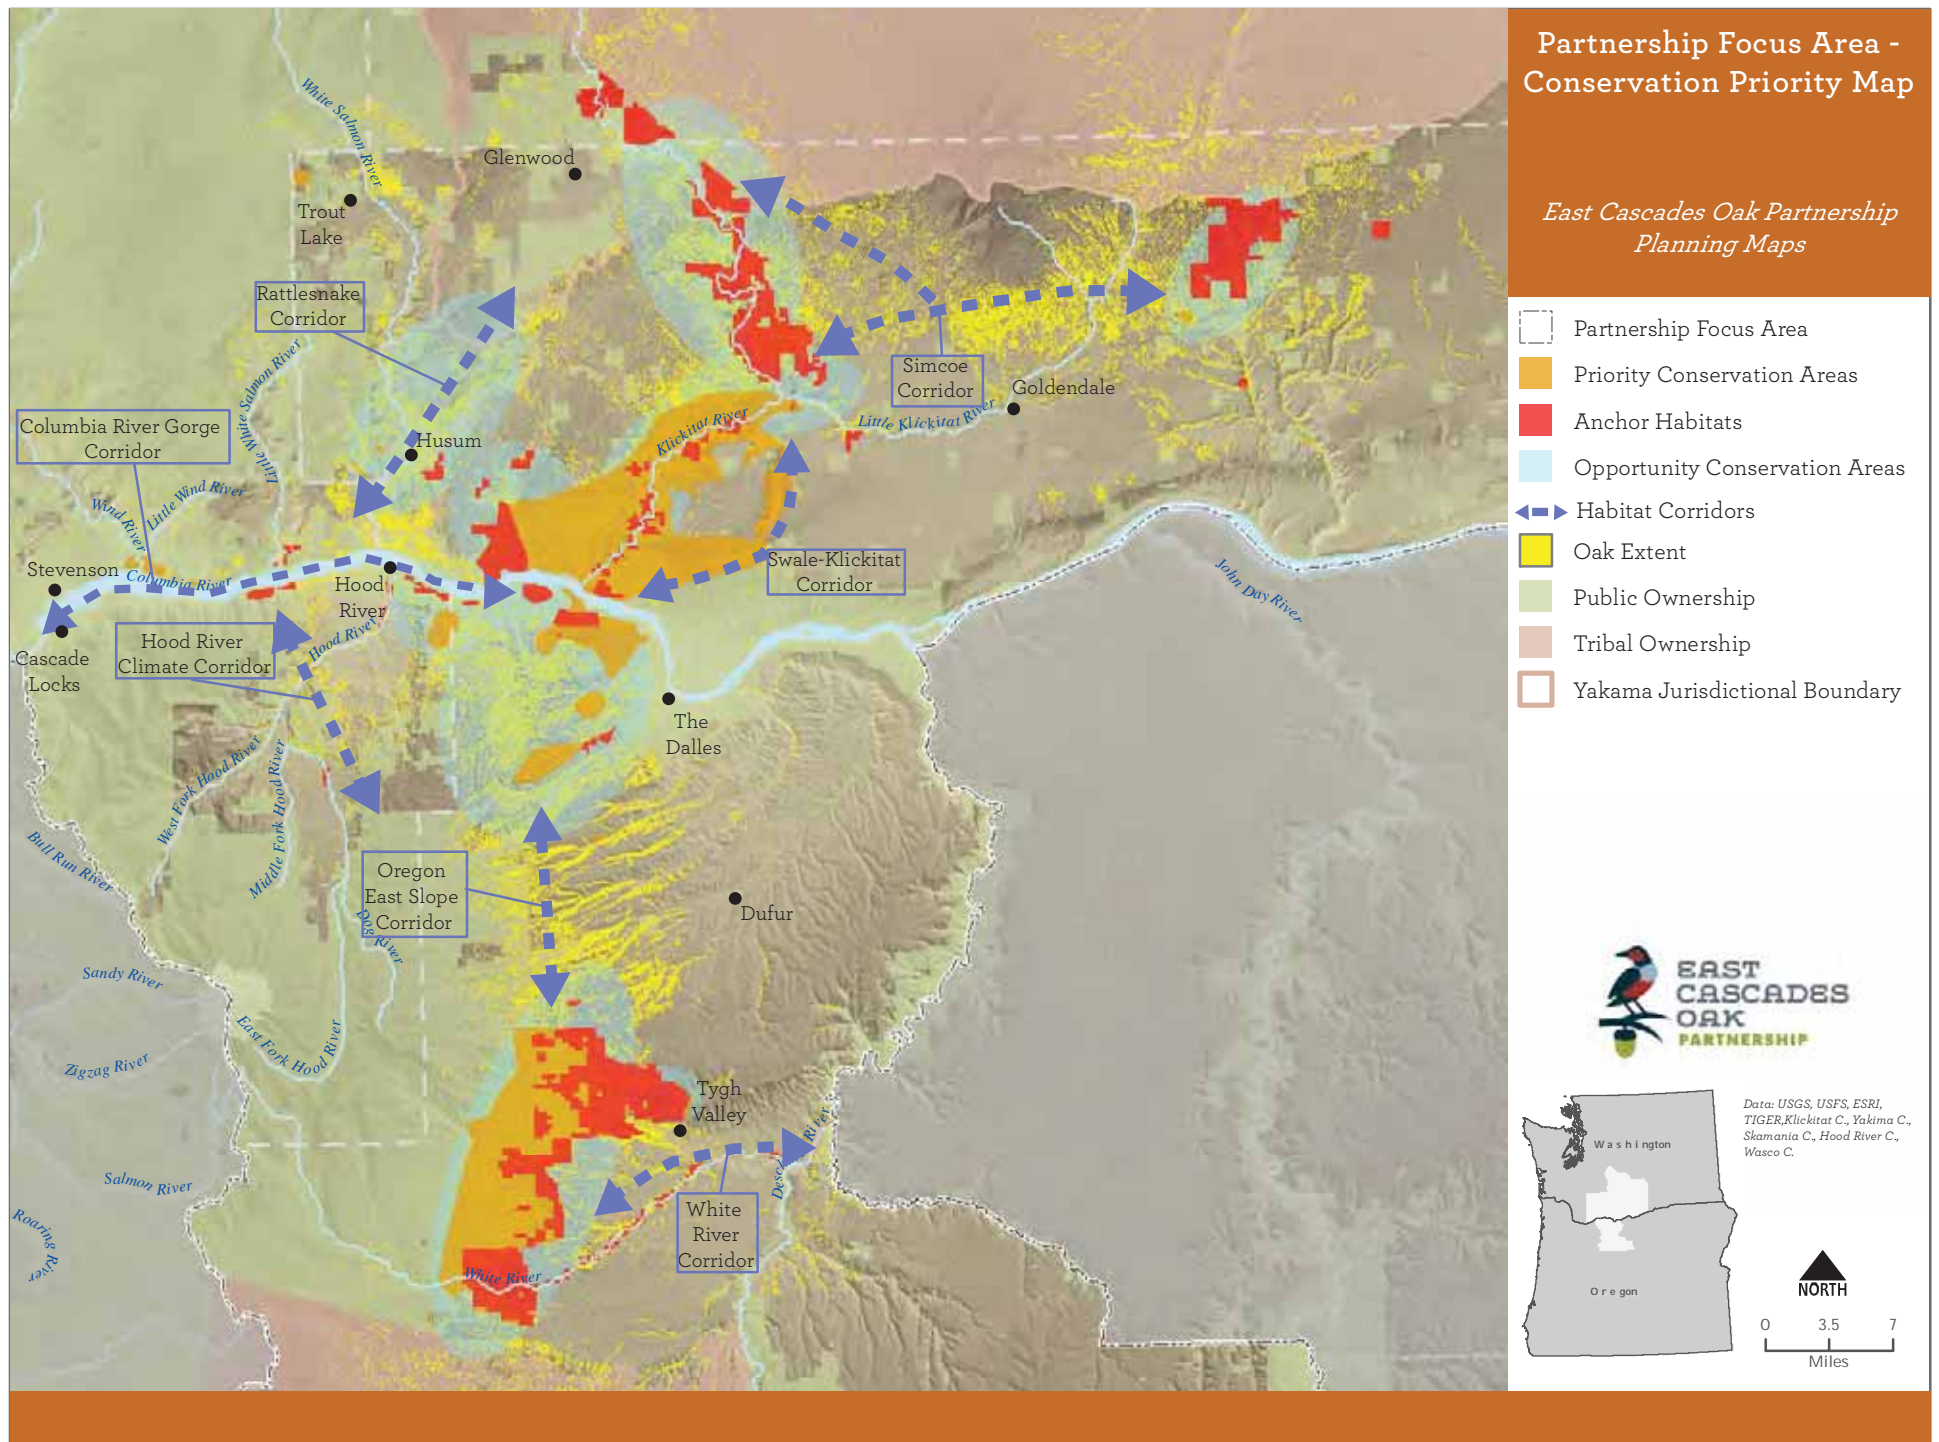 Partnership Focus Area -
Conservation Priority Map
East Cascades Oak Partnership
Planning Maps
Partnership Focus Area
Priority Conservation Areas
Anchor Habitats
Opportunity Conservation Areas
Habitat Corridors
Oak Extent
Public Ownership
Tribal Ownership
Yakama Jurisdictional Boundary
EAST
CASCADES
OAK
PARTNERSHIP
Data: USGS, USFS, ESRI,
TIGER,Klickitat C., Yakima C.,
Skamania C., Hood River C.,
Wasco C.
Washington
Oregon
NORTH
0 3.5 7
Miles
White Salmon River
Glenwood
Trout
Lake
Rattlesnake
Corridor
Little White Salmon River
Simcoe
Corridor
Goldendale
Klickitat River
Little Klickitat River
Columbia River Gorge
Corridor
Husum
Wind River
Little Wind River
Stevenson
Columbia River
Hood
River
Swale-Klickitat
Corridor
John Day River
Cascade
Locks
Hood River
Climate Corridor
Hood River
The
Dalles
West Fork Hood River
Middle Fork Hood River
Bull Run River
Oregon
East Slope
Corridor
Dog River
Dufur
Sandy River
East Fork Hood River
Zigzag River
Tygh
Valley
River
Desc
Salmon River
White
River
Corridor
Roaring River
White River